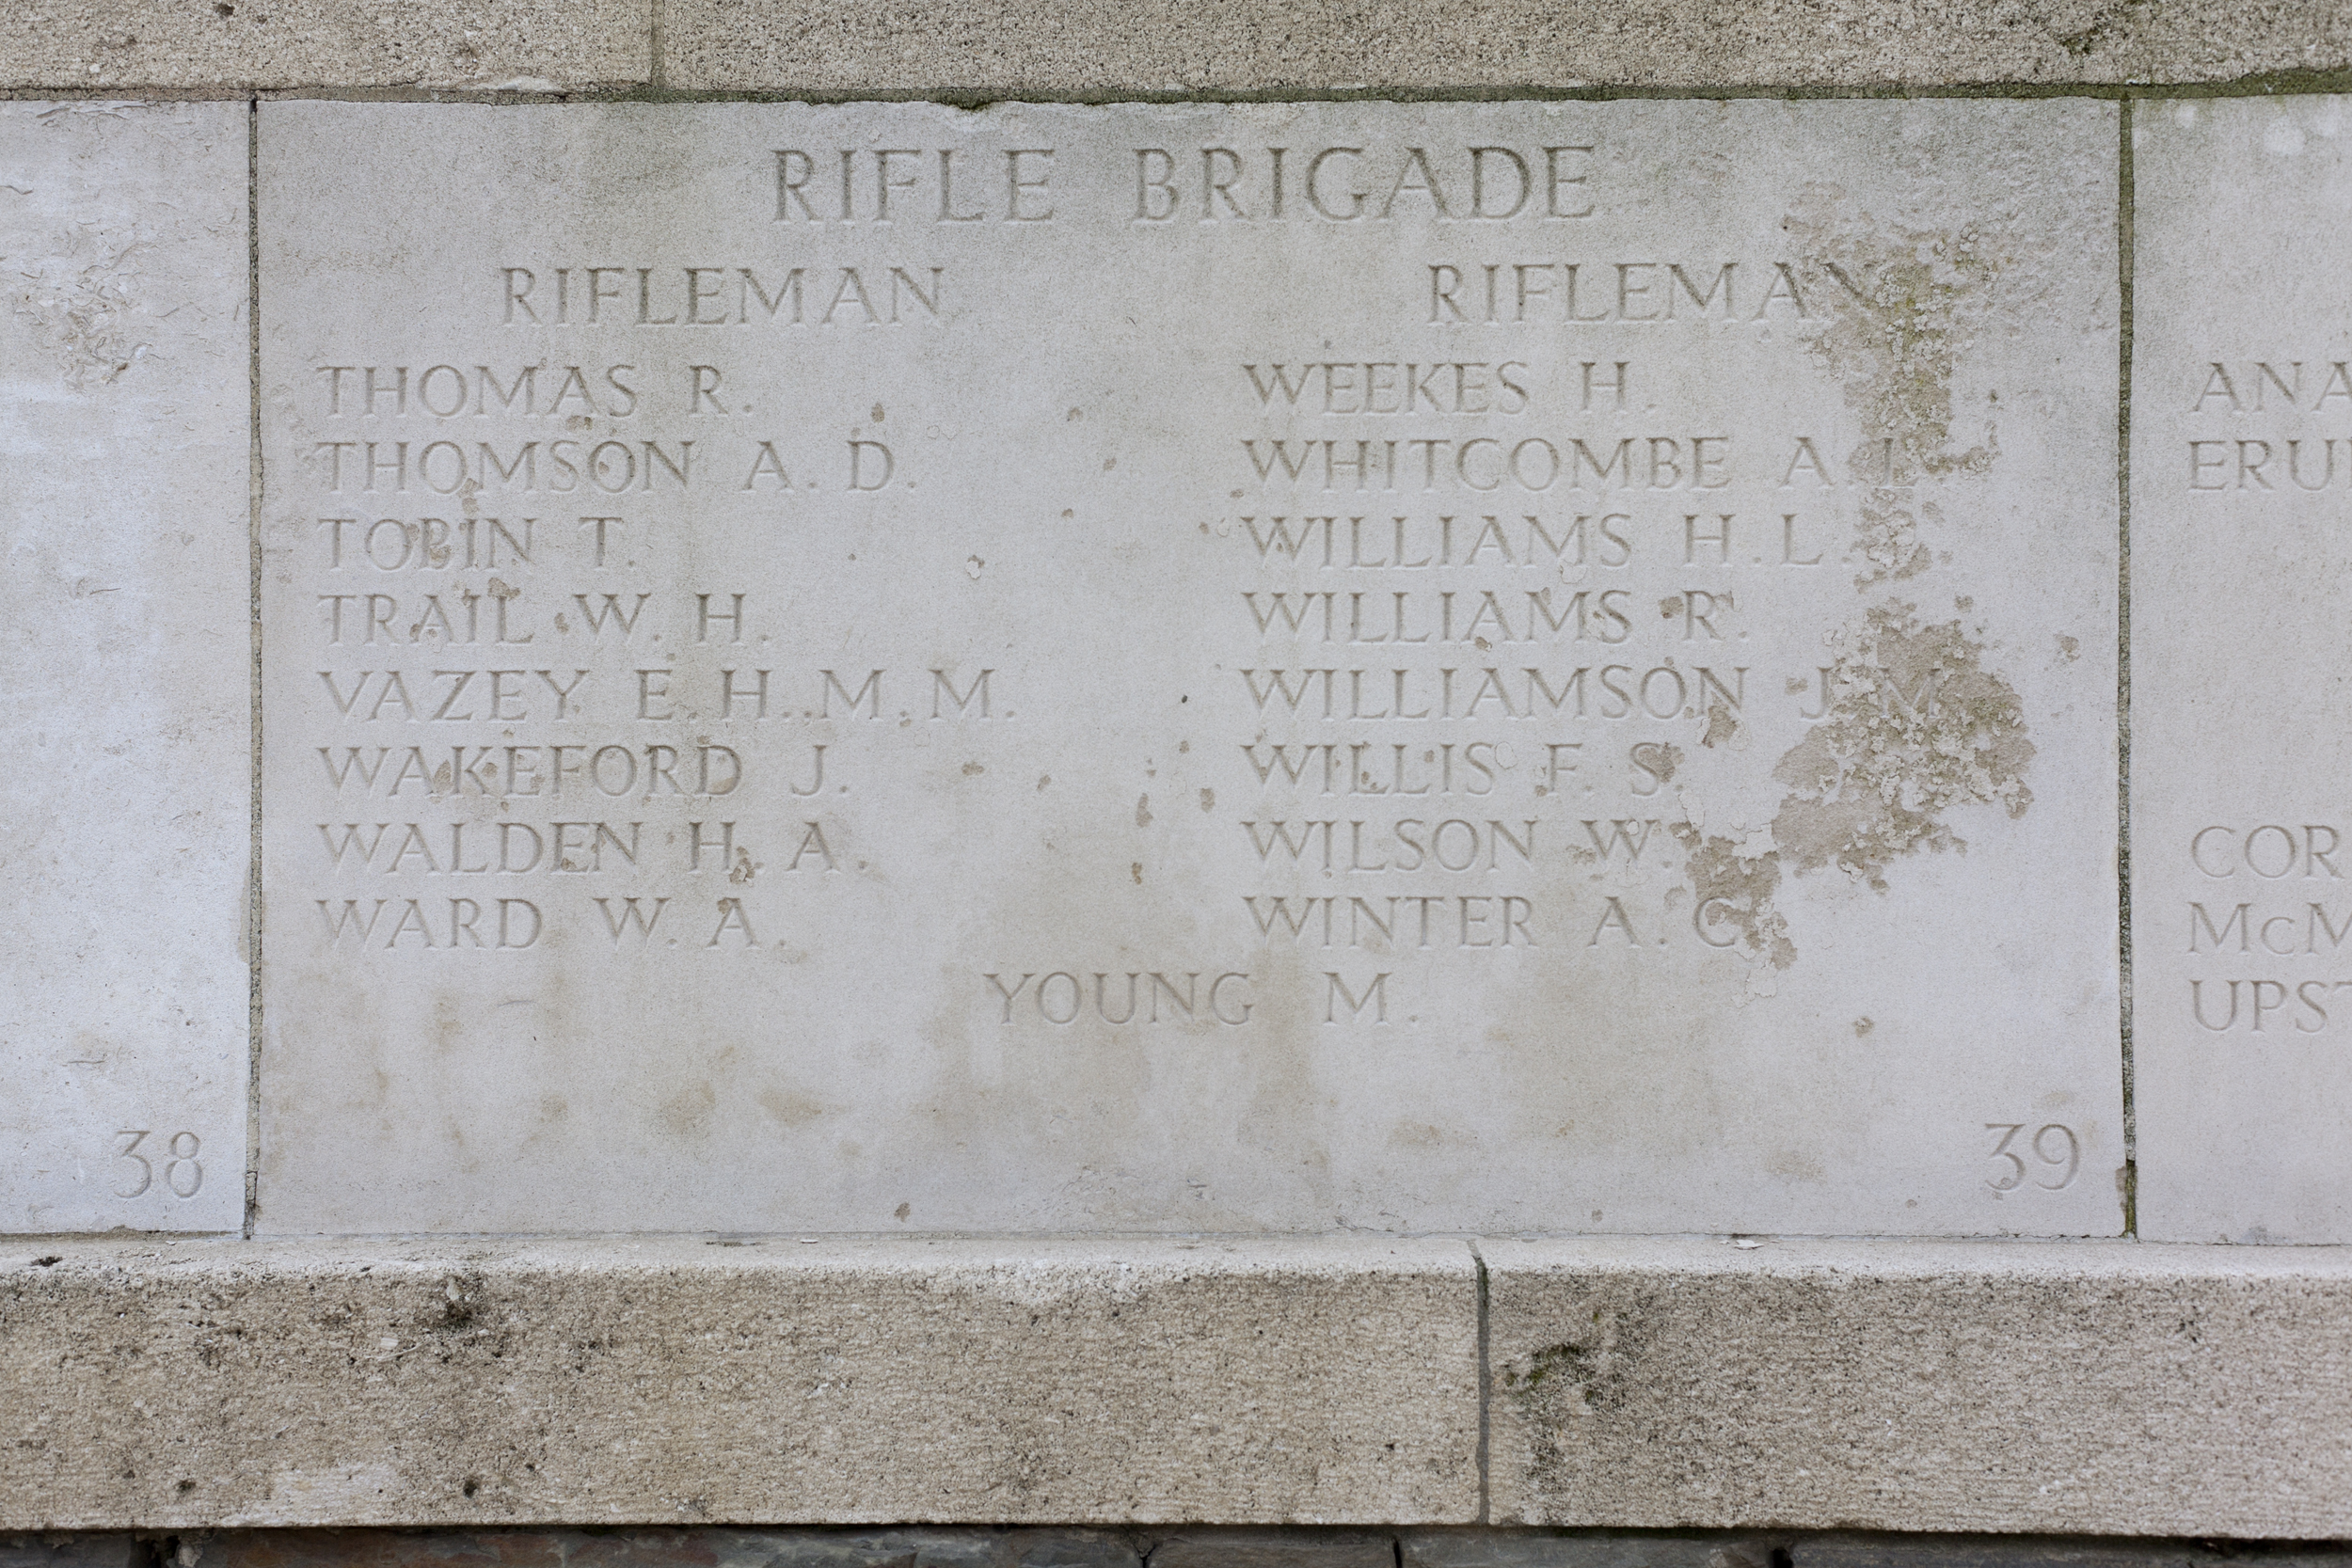 RIFLE BRIGADE
RIFLEMAN
THOMAS R.
THOMSON A. D.
TOBIN T.
TRAIL W. H.
VAZEY E. H. M. M.
WAKEFORD J.
WALDEN H. A.
WARD W. A.
RIFLEMAN
WEEKES H.
WHITCOMBE A. L.
WILLIAMS H. L.
WILLIAMS R.
WILLIAMSON J. M.
WILLIS F. S.
WILSON W.
WINTER A. C.
YOUNG M.
38
39
ANA
ERU
COR
McM
UPS